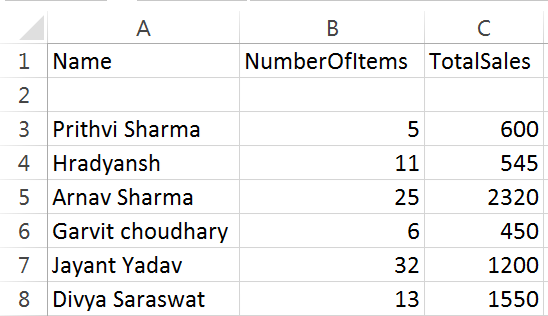 A B C
1 Name NumberOfItems TotalSales
2
3 Prithvi Sharma 5 600
4 Hradyansh 11 545
5 Arnav Sharma 25 2320
6 Garvit choudhary 6 450
7 Jayant Yadav 32 1200
8 Divya Saraswat 13 1550